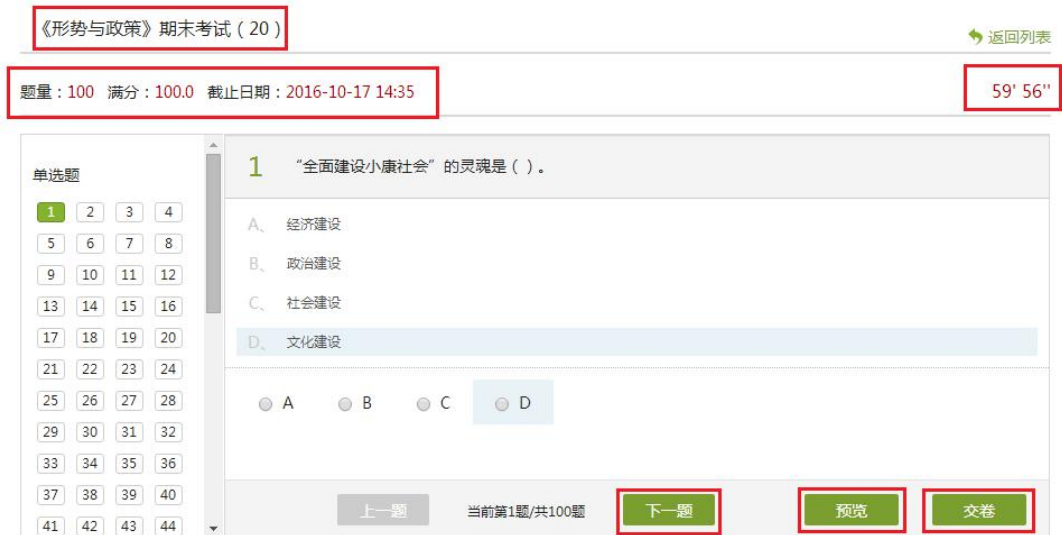 《形势与政策》期末考试（20）
返回列表
题量：100 满分：100.0 截止日期：2016-10-17 14:35
59' 56''
单选题
1 2 3 4
5 6 7 8
9 10 11 12
13 14 15 16
17 18 19 20
21 22 23 24
25 26 27 28
29 30 31 32
33 34 35 36
37 38 39 40
41 42 43 44
1 “全面建设小康社会”的灵魂是（ ）。
A、 经济建设
B、 政治建设
C、 社会建设
D、 文化建设
A B C D
上一题 当前第1题/共100题 下一题 预览 交卷